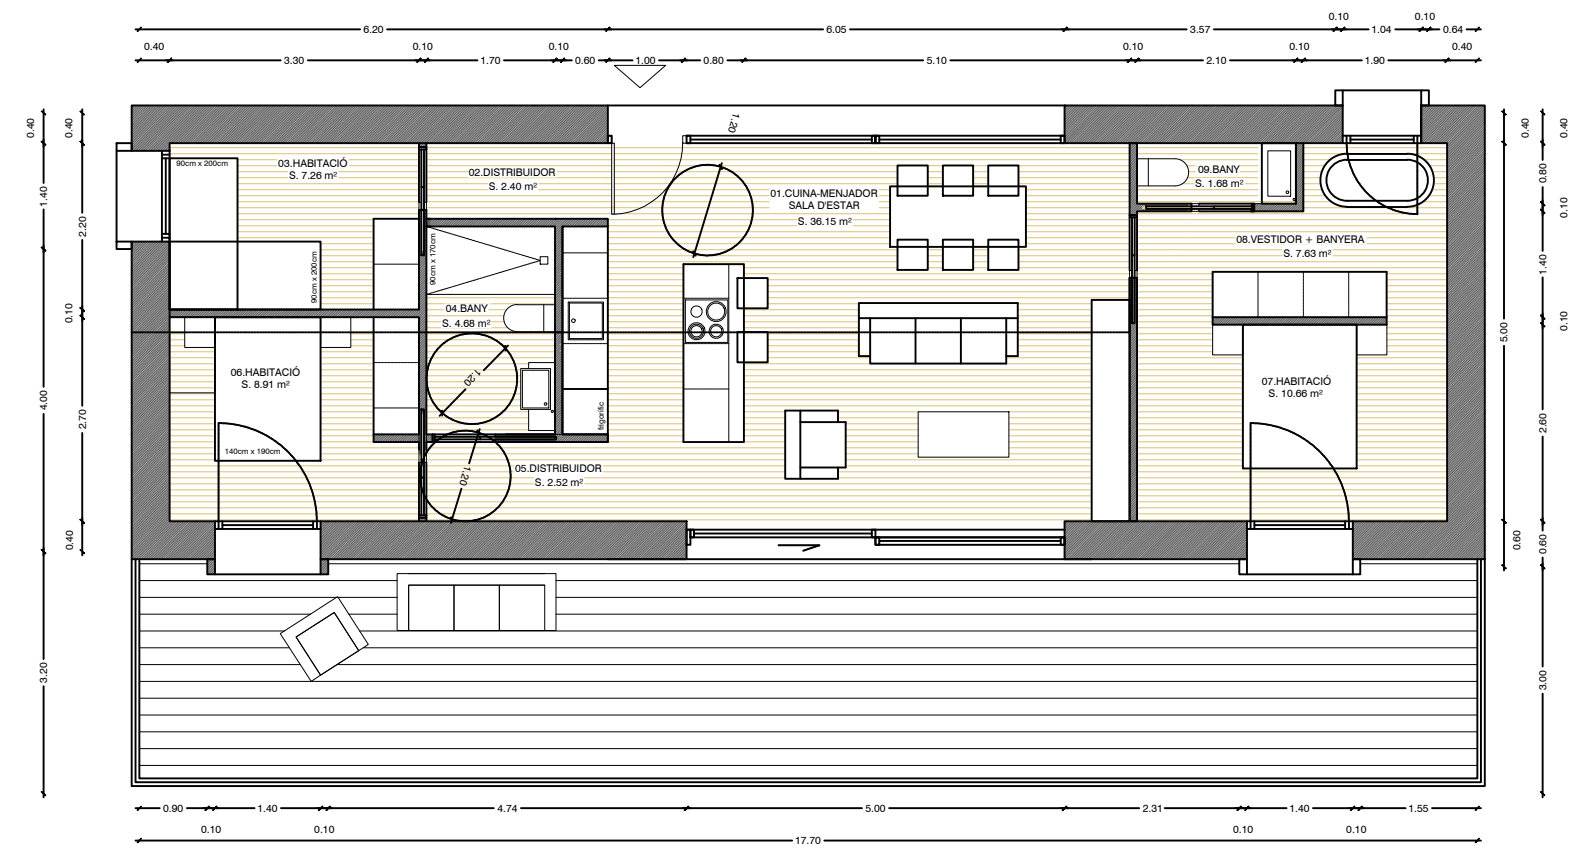 0.10
0.10
6.20
6.05
3.57
1.04
0.64
0.40
0.10
0.10
0.10
0.10
0.40
3.30
1.70
0.60
1.00
0.80
5.10
2.10
1.90
0.40
0.40
0.40
0.40
1.40
2.20
0.10
4.00
2.70
0.40
3.20
90cm x 200cm
03.HABITACIÓ
S. 7.26 m²
90cm x 200cm
02.DISTRIBUIDOR
S. 2.40 m²
1.20
01.CUINA-MENJADOR
SALA D'ESTAR
S. 36.15 m²
09.BANY
S. 1.68 m²
08.VESTIDOR + BANYERA
S. 7.63 m²
90cm x 170cm
04.BANY
S. 4.68 m²
1.20
frigorífic
06.HABITACIÓ
S. 8.91 m²
140cm x 190cm
1.20
05.DISTRIBUIDOR
S. 2.52 m²
07.HABITACIÓ
S. 10.66 m²
0.80
0.10
1.40
0.10
5.00
2.60
0.60
0.60
3.00
0.90
1.40
4.74
5.00
2.31
1.40
1.55
0.10
0.10
0.10
0.10
17.70